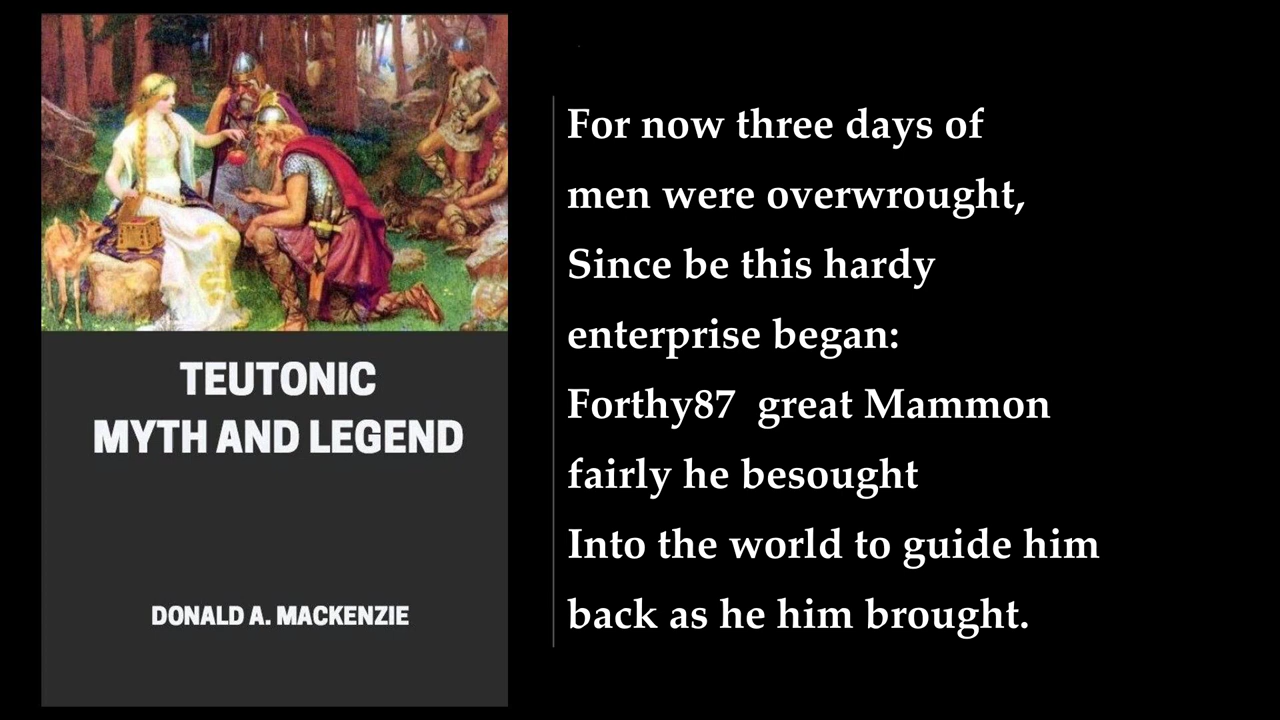 TEUTONIC
MYTH AND LEGEND
DONALD A. MACKENZIE
For now three days of
men were overwrought,
Since be this hardy
enterprise began:
Forthy87  great Mammon
fairly he besought
Into the world to guide him
back as he him brought.